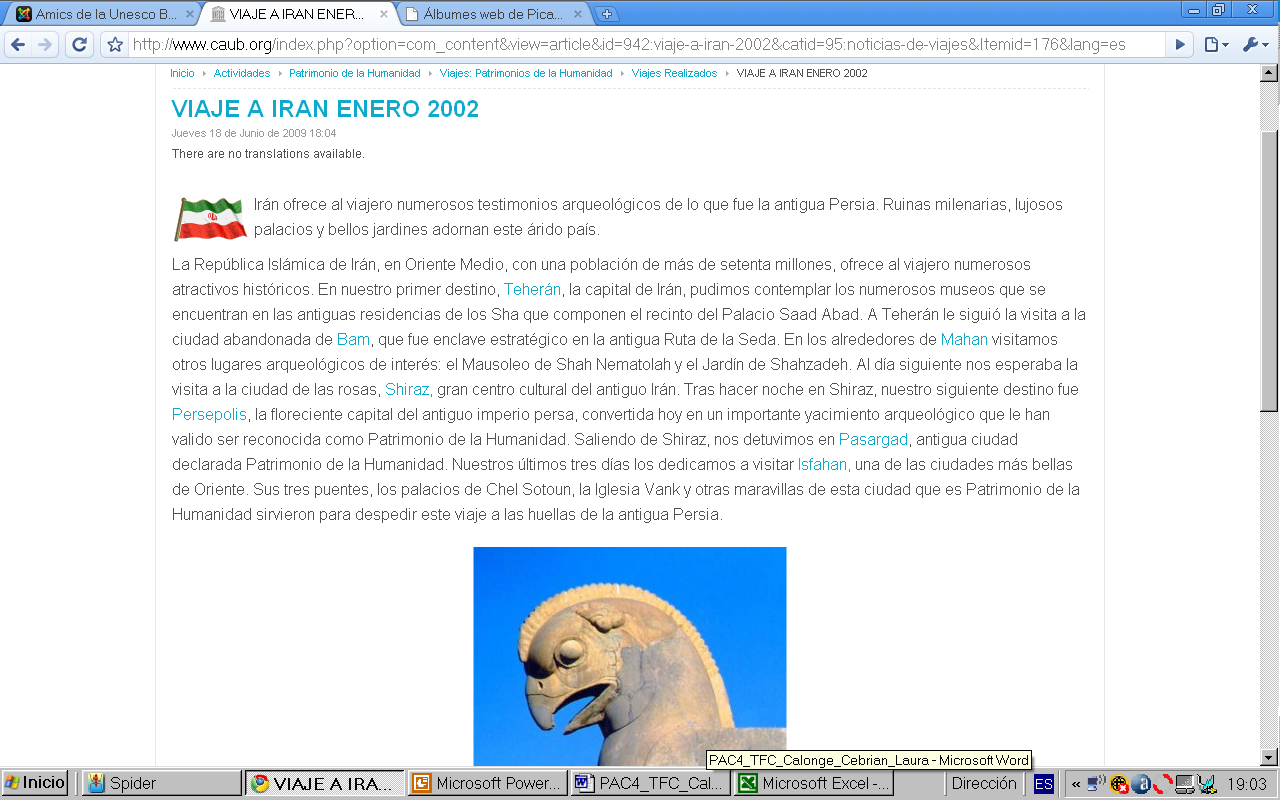 Amics de la Unesco B...
VIAJE A IRAN ENER...
Álbumes web de Pica...
http://www.caub.org/index.php?option=com_content&view=article&id=942:viaje-a-iran-2002&catid=95:noticias-de-viajes&Itemid=176&lang=es
Inicio Actividades Patrimonio de la Humanidad Viajes: Patrimonios de la Humanidad Viajes Realizados VIAJE A IRAN ENERO 2002
VIAJE A IRAN ENERO 2002
Jueves 18 de Junio de 2009 18:04
There are no translations available.
Irán ofrece al viajero numerosos testimonios arqueológicos de lo que fue la antigua Persia. Ruinas milenarias, lujosos
palacios y bellos jardines adornan este árido país.
La República Islámica de Irán, en Oriente Medio, con una población de más de setenta millones, ofrece al viajero numerosos
atractivos históricos. En nuestro primer destino, Teherán, la capital de Irán, pudimos contemplar los numerosos museos que se
encuentran en las antiguas residencias de los Sha que componen el recinto del Palacio Saad Abad. A Teherán le siguió la visita a la
ciudad abandonada de Bam, que fue enclave estratégico en la antigua Ruta de la Seda. En los alrededores de Mahan visitamos
otros lugares arqueológicos de interés: el Mausoleo de Shah Nematolah y el Jardín de Shahzadeh. Al día siguiente nos esperaba la
visita a la ciudad de las rosas, Shiraz, gran centro cultural del antiguo Irán. Tras hacer noche en Shiraz, nuestro siguiente destino fue
Persepolis, la floreciente capital del antiguo imperio persa, convertida hoy en un importante yacimiento arqueológico que le han
valido ser reconocida como Patrimonio de la Humanidad. Saliendo de Shiraz, nos detuvimos en Pasargad, antigua ciudad
declarada Patrimonio de la Humanidad. Nuestros últimos tres días los dedicamos a visitar Isfahan, una de las ciudades más bellas
de Oriente. Sus tres puentes, los palacios de Chel Sotoun, la Iglesia Vank y otras maravillas de esta ciudad que es Patrimonio de la
Humanidad sirvieron para despedir este viaje a las huellas de la antigua Persia.
PAC4_TFC_Calonge_Cebrian_Laura - Microsoft Word
Inicio
Spider
VIAJE A IRA...
Microsoft Power...
PAC4_TFC_Cal...
Microsoft Excel -...
Dirección
ES
«
19:03